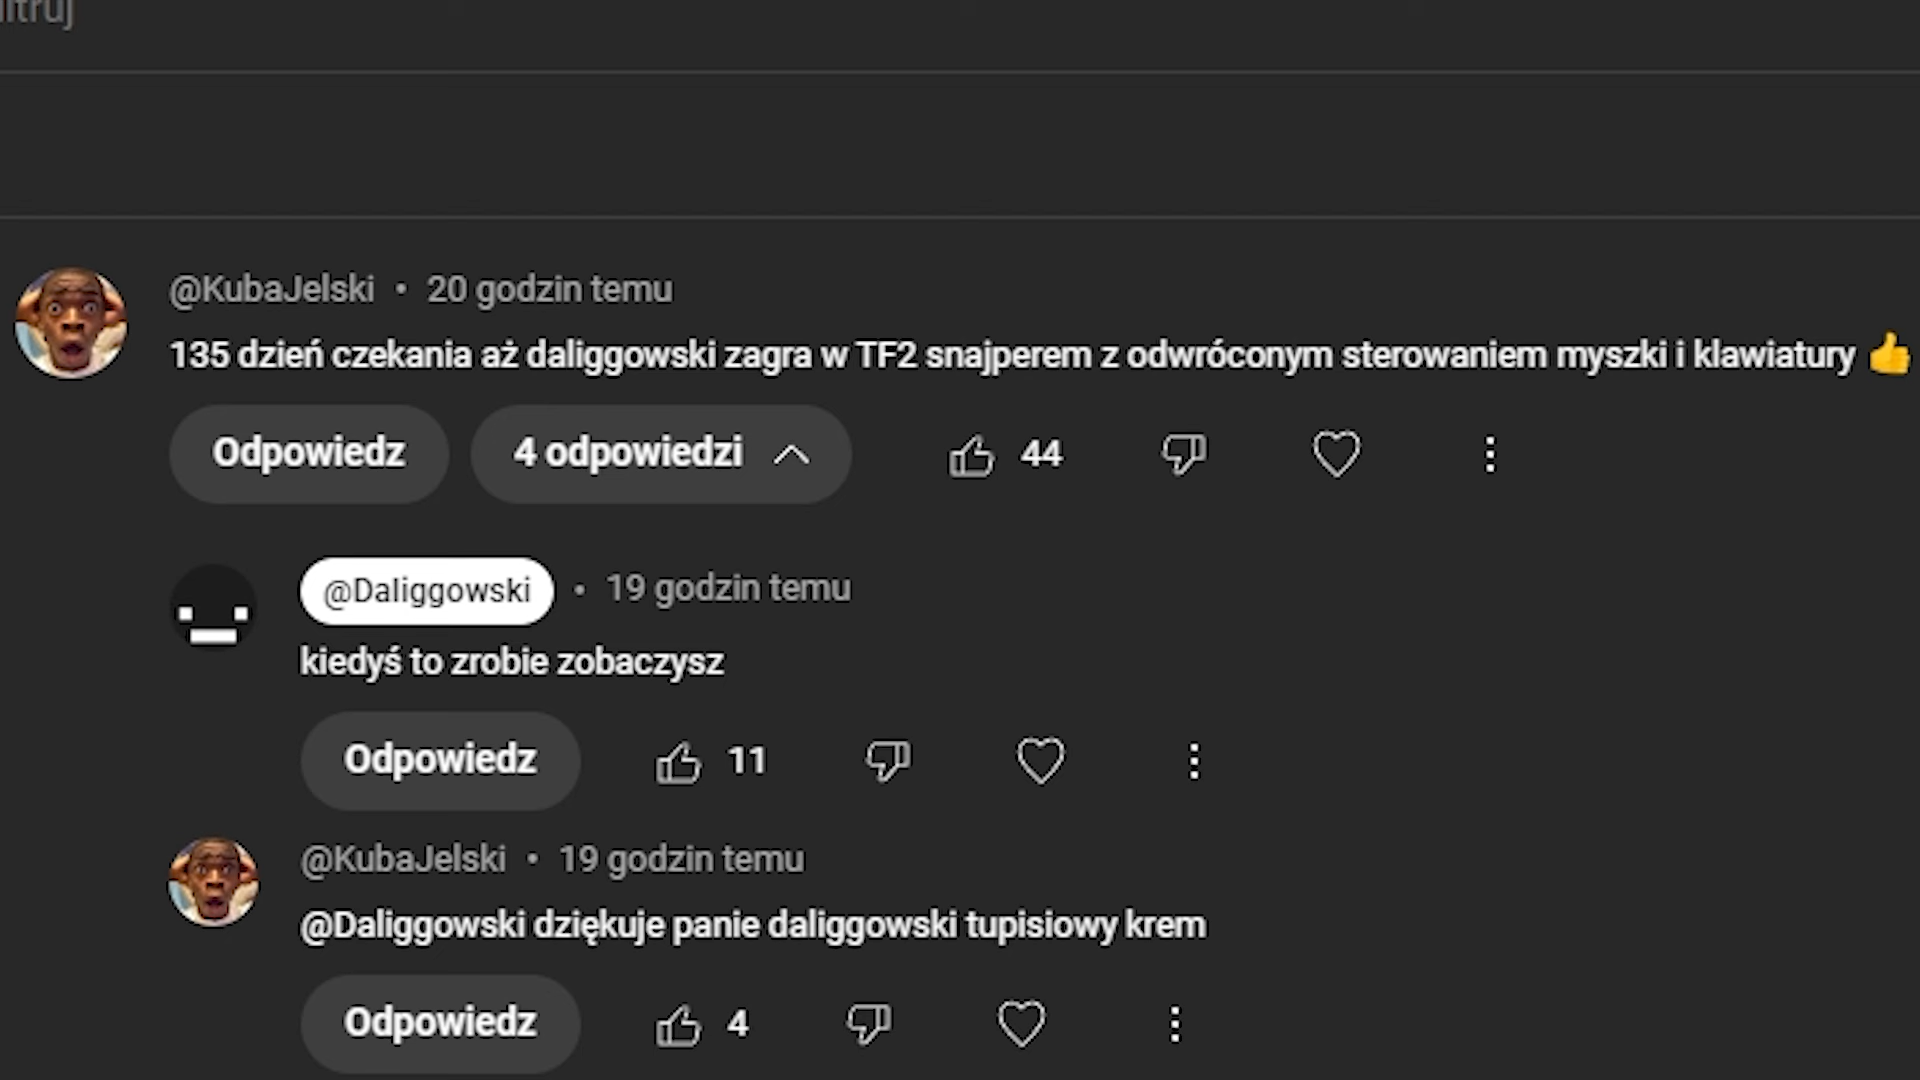 @KubaJelski • 20 godzin temu
135 dzień czekania aż daliggowski zagra w TF2 snajperem z odwróconym sterowaniem myszki i klawiatury 👍
Odpowiedz 4 odpowiedzi 44
@Daliggowski • 19 godzin temu
kiedyś to zrobie zobaczysz
Odpowiedz 11
@KubaJelski • 19 godzin temu
@Daliggowski dziękuje panie daliggowski tupisiowy krem
Odpowiedz 4